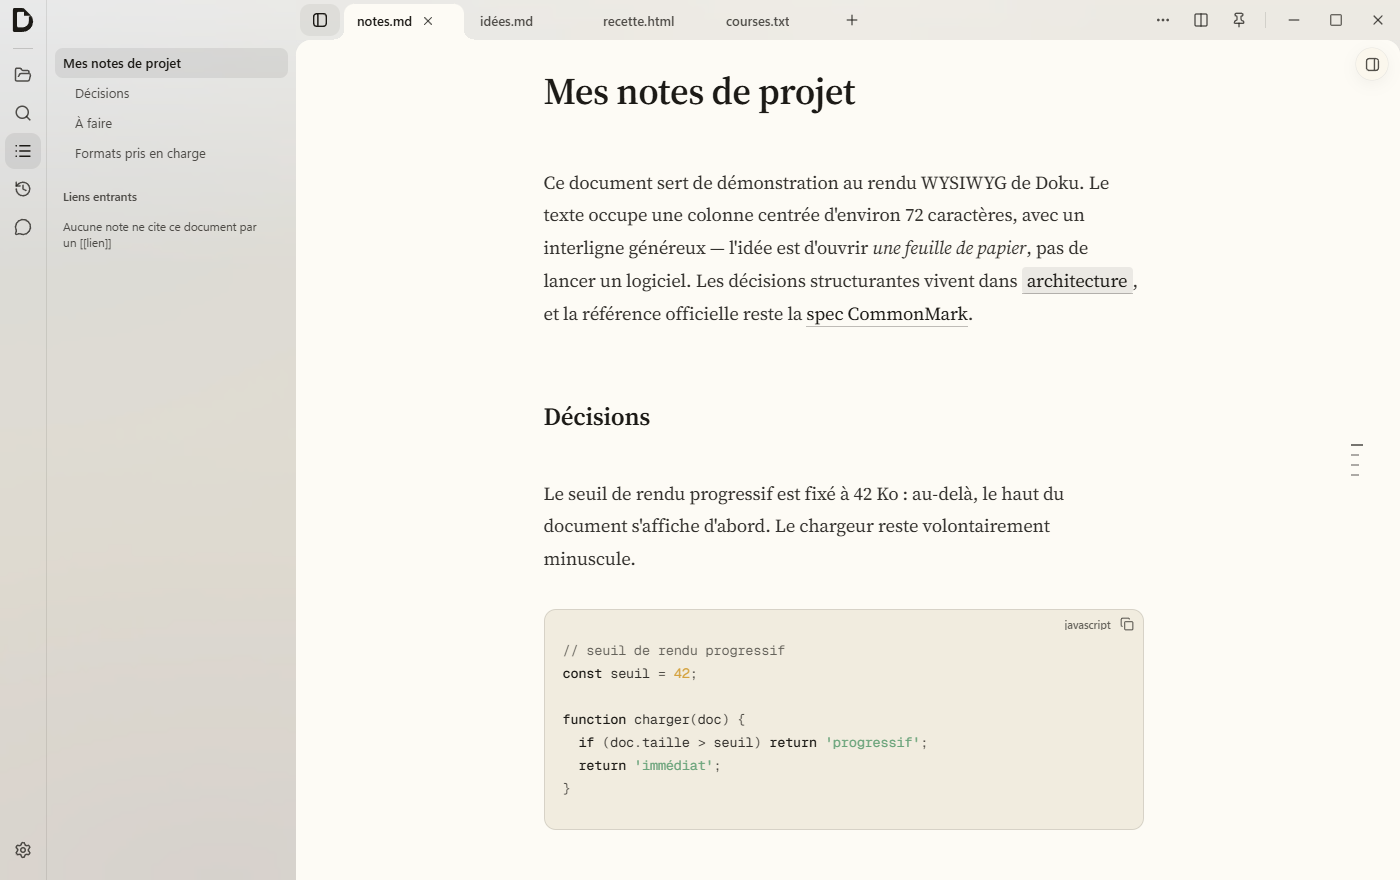 notes.md
idées.md
recette.html
courses.txt
Mes notes de projet
Décisions
À faire
Formats pris en charge
Liens entrants
Aucune note ne cite ce document par
un [[lien]]
Mes notes de projet
Ce document sert de démonstration au rendu WYSIWYG de Doku. Le
texte occupe une colonne centrée d'environ 72 caractères, avec un
interligne généreux — l'idée est d'ouvrir une feuille de papier, pas de
lancer un logiciel. Les décisions structurantes vivent dans architecture,
et la référence officielle reste la spec CommonMark.
Décisions
Le seuil de rendu progressif est fixé à 42 Ko : au-delà, le haut du
document s'affiche d'abord. Le chargeur reste volontairement
minuscule.
javascript
// seuil de rendu progressif
const seuil = 42;
function charger(doc) {
  if (doc.taille > seuil) return 'progressif';
  return 'immédiat';
}